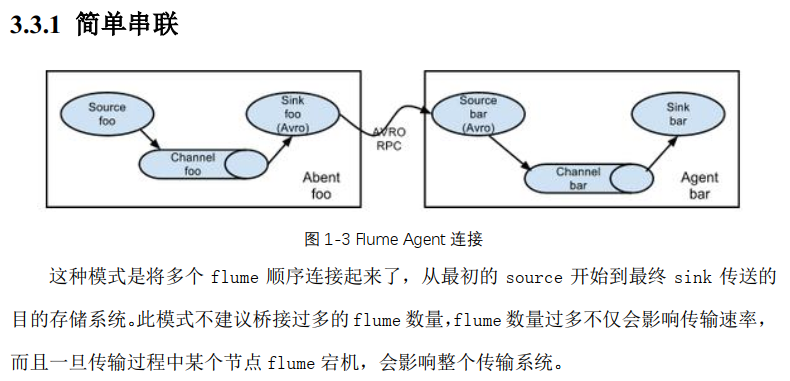 3.3.1 简单串联
Source
foo
Channel
foo
Sink
foo
(Avro)
Abent
foo
AVRO
RPC
Source
bar
(Avro)
Channel
bar
Sink
bar
Agent
bar
图 1-3 Flume Agent 连接
这种模式是将多个 flume 顺序连接起来了，从最初的 source 开始到最终 sink 传送的
目的存储系统。此模式不建议桥接过多的 flume 数量，flume 数量过多不仅会影响传输速率，
而且一旦传输过程中某个节点 flume 宕机，会影响整个传输系统。